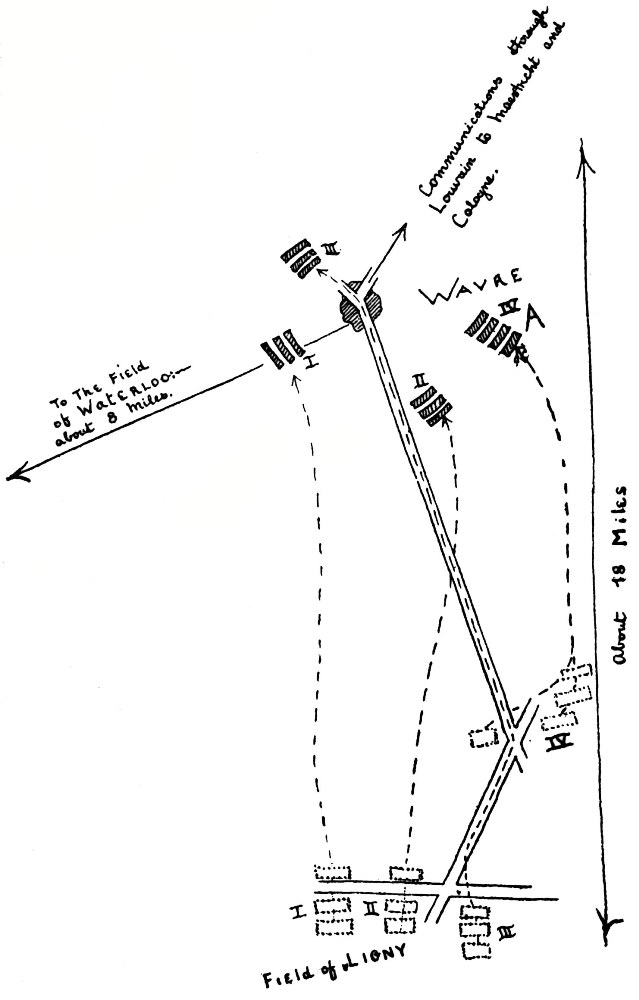 Communications through
Louvain to Maestricht and
Cologne.
III
WAVRE
IV
A
I
II
To The Field
of WATERLOO:—
about 8 Miles.
About 18 Miles
IV
I
II
III
Field of LIGNY